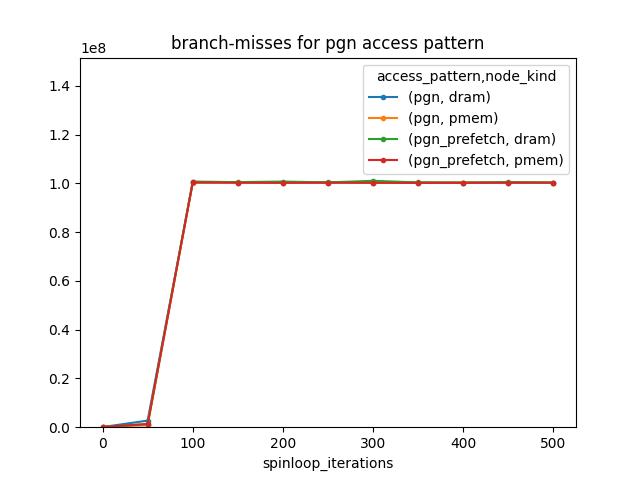 branch-misses for pgn access pattern
1e8
access_pattern,node_kind
(pgn, dram)
(pgn, pmem)
(pgn_prefetch, dram)
(pgn_prefetch, pmem)
1.4
1.2
1.0
0.8
0.6
0.4
0.2
0.0
0 100 200 300 400 500
spinloop_iterations